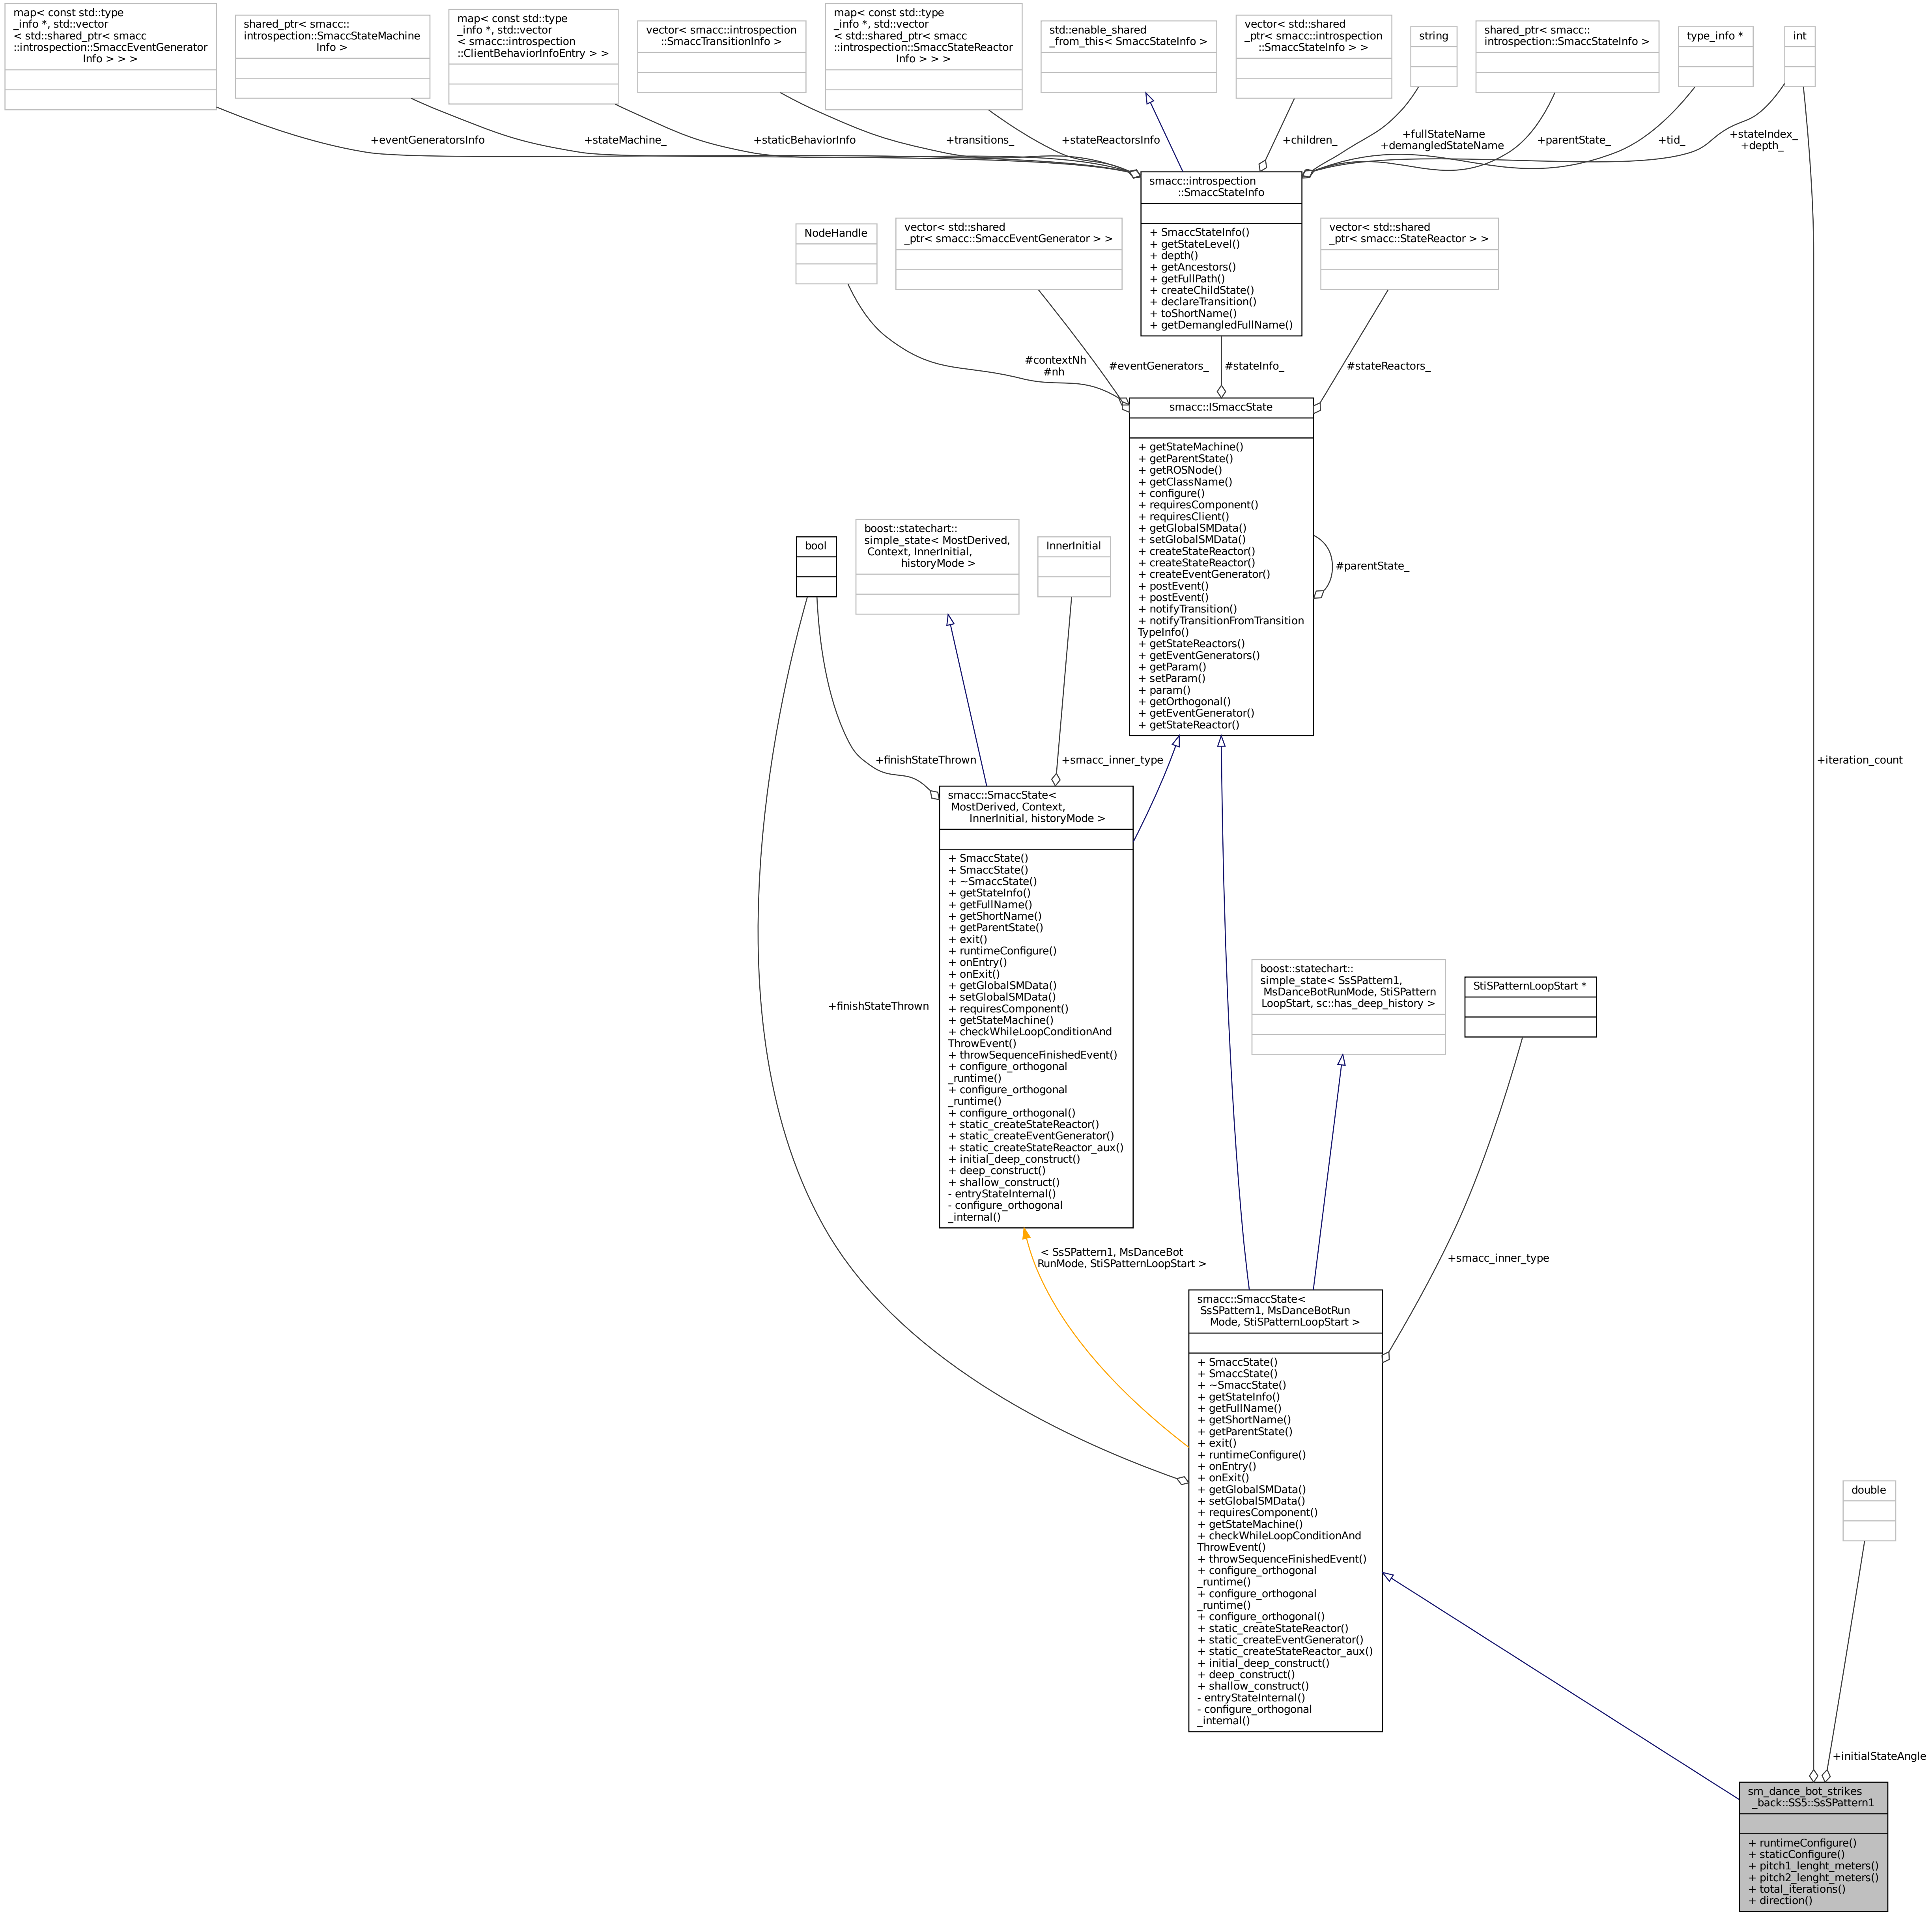 map< const std::type
_info *, std::vector
< std::shared_ptr< smacc
::introspection::SmaccEventGenerator
Info > > >
shared_ptr< smacc::
introspection::SmaccStateMachine
Info >
map< const std::type
_info *, std::vector
< smacc::introspection
::ClientBehaviorInfoEntry > >
vector< smacc::introspection
::SmaccTransitionInfo >
map< const std::type
_info *, std::vector
< std::shared_ptr< smacc
::introspection::SmaccStateReactor
Info > > >
std::enable_shared
_from_this< SmaccStateInfo >
vector< std::shared
_ptr< smacc::introspection
::SmaccStateInfo > >
string
shared_ptr< smacc::
introspection::SmaccStateInfo >
type_info *
int
+eventGeneratorsInfo
+stateMachine_
+staticBehaviorInfo
+transitions_
+stateReactorsInfo
+children_
+fullStateName
+demangledStateName
+parentState_
+tid_
+stateIndex_
+depth_
smacc::introspection
::SmaccStateInfo
+ SmaccStateInfo()
+ getStateLevel()
+ depth()
+ getAncestors()
+ getFullPath()
+ createChildState()
+ declareTransition()
+ toShortName()
+ getDemangledFullName()
NodeHandle
vector< std::shared
_ptr< smacc::SmaccEventGenerator > >
vector< std::shared
_ptr< smacc::StateReactor > >
#contextNh
#nh
#eventGenerators_
#stateInfo_
#stateReactors_
smacc::ISmaccState
+ getStateMachine()
+ getParentState()
+ getROSNode()
+ getClassName()
+ configure()
+ requiresComponent()
+ requiresClient()
+ getGlobalSMData()
+ setGlobalSMData()
+ createStateReactor()
+ createStateReactor()
+ createEventGenerator()
+ postEvent()
+ postEvent()
+ notifyTransition()
+ notifyTransitionFromTransition
TypeInfo()
+ getStateReactors()
+ getEventGenerators()
+ getParam()
+ setParam()
+ param()
+ getOrthogonal()
+ getEventGenerator()
+ getStateReactor()
#parentState_
bool
boost::statechart::
simple_state< MostDerived,
Context, InnerInitial,
historyMode >
InnerInitial
+finishStateThrown
+smacc_inner_type
+iteration_count
smacc::SmaccState<
MostDerived, Context,
InnerInitial, historyMode >
+ SmaccState()
+ SmaccState()
+ ~SmaccState()
+ getStateInfo()
+ getFullName()
+ getShortName()
+ getParentState()
+ exit()
+ runtimeConfigure()
+ onEntry()
+ onExit()
+ getGlobalSMData()
+ setGlobalSMData()
+ requiresComponent()
+ getStateMachine()
+ checkWhileLoopConditionAnd
ThrowEvent()
+ throwSequenceFinishedEvent()
+ configure_orthogonal
_runtime()
+ configure_orthogonal
_runtime()
+ configure_orthogonal()
+ static_createStateReactor()
+ static_createEventGenerator()
+ static_createStateReactor_aux()
+ initial_deep_construct()
+ deep_construct()
+ shallow_construct()
- entryStateInternal()
- configure_orthogonal
_internal()
+finishStateThrown
boost::statechart::
simple_state< SsSPattern1,
MsDanceBotRunMode, StiSPattern
LoopStart, sc::has_deep_history >
StiSPatternLoopStart *
< SsSPattern1, MsDanceBot
RunMode, StiSPatternLoopStart >
+smacc_inner_type
smacc::SmaccState<
SsSPattern1, MsDanceBotRun
Mode, StiSPatternLoopStart >
+ SmaccState()
+ SmaccState()
+ ~SmaccState()
+ getStateInfo()
+ getFullName()
+ getShortName()
+ getParentState()
+ exit()
+ runtimeConfigure()
+ onEntry()
+ onExit()
+ getGlobalSMData()
+ setGlobalSMData()
+ requiresComponent()
+ getStateMachine()
+ checkWhileLoopConditionAnd
ThrowEvent()
+ throwSequenceFinishedEvent()
+ configure_orthogonal
_runtime()
+ configure_orthogonal
_runtime()
+ configure_orthogonal()
+ static_createStateReactor()
+ static_createEventGenerator()
+ static_createStateReactor_aux()
+ initial_deep_construct()
+ deep_construct()
+ shallow_construct()
- entryStateInternal()
- configure_orthogonal
_internal()
double
+initialStateAngle
sm_dance_bot_strikes
_back::SS5::SsSPattern1
+ runtimeConfigure()
+ staticConfigure()
+ pitch1_lenght_meters()
+ pitch2_lenght_meters()
+ total_iterations()
+ direction()